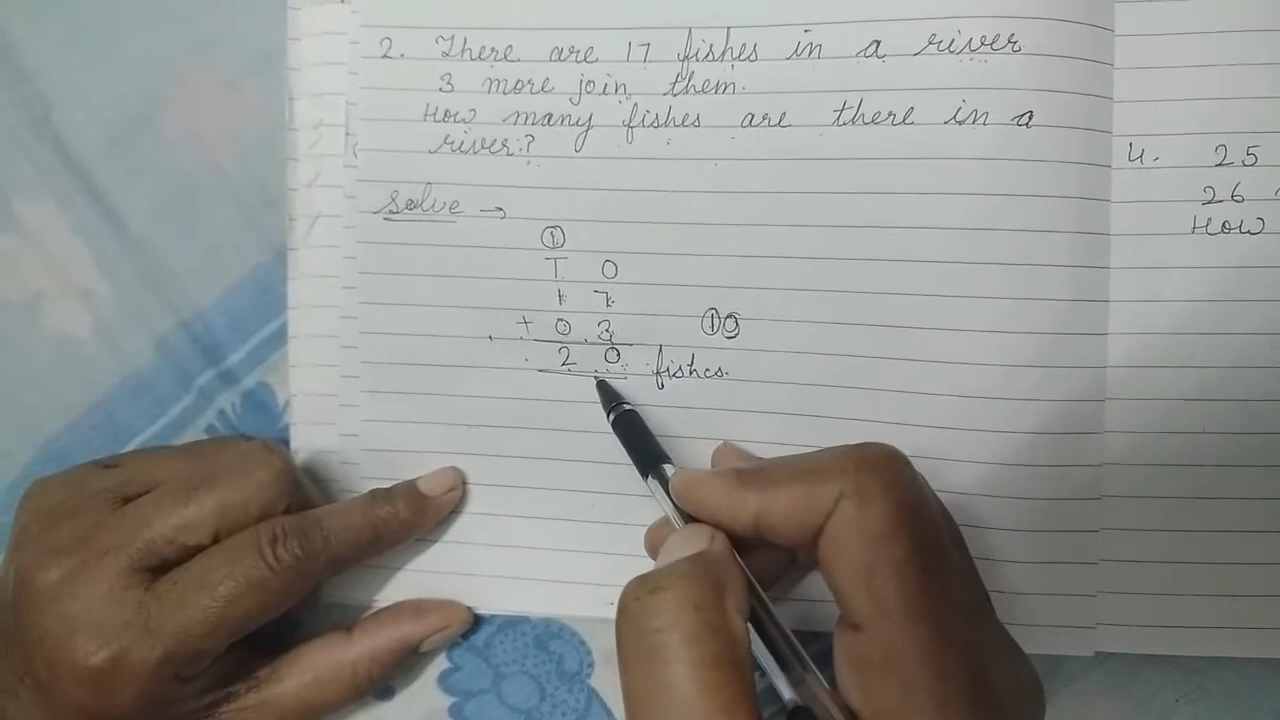 2. There are 17 fishes in a river
3 more join them.
How many fishes are there in a
river?
Solve →
1
T O
1 7
+ 0 3
10
2 0 fishes.
4. 25
26
How